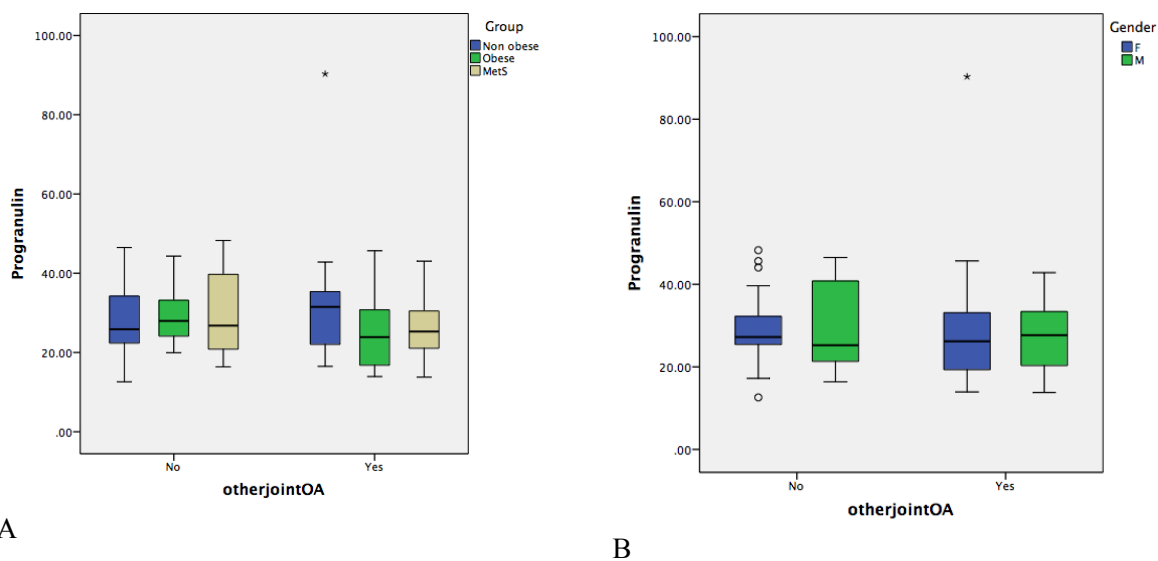 Group
Non obese
Obese
MetS
100.00
80.00
60.00
40.00
20.00
.00
Progranulin
*
No
Yes
otherjointOA
A
Gender
F
M
100.00
80.00
60.00
40.00
20.00
.00
Progranulin
*
No
Yes
otherjointOA
B